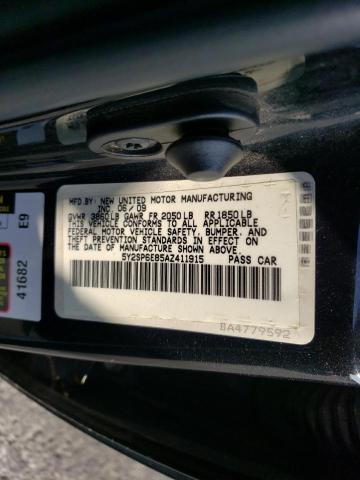 MFD.BY: NEW UNITED MOTOR MANUFACTURING
INC 06/09
GVWR 3860LB GAWR FR 2050LB RR1850LB
THIS VEHICLE CONFORMS TO ALL APPLICABLE
FEDERAL MOTOR VEHICLE SAFETY, BUMPER, AND
THEFT PREVENTION STANDARDS IN EFFECT ON
THE DATE OF MANUFACTURE SHOWN ABOVE
5Y2SP6E85AZ411915 PASS CAR
BA4779592
41682
E9